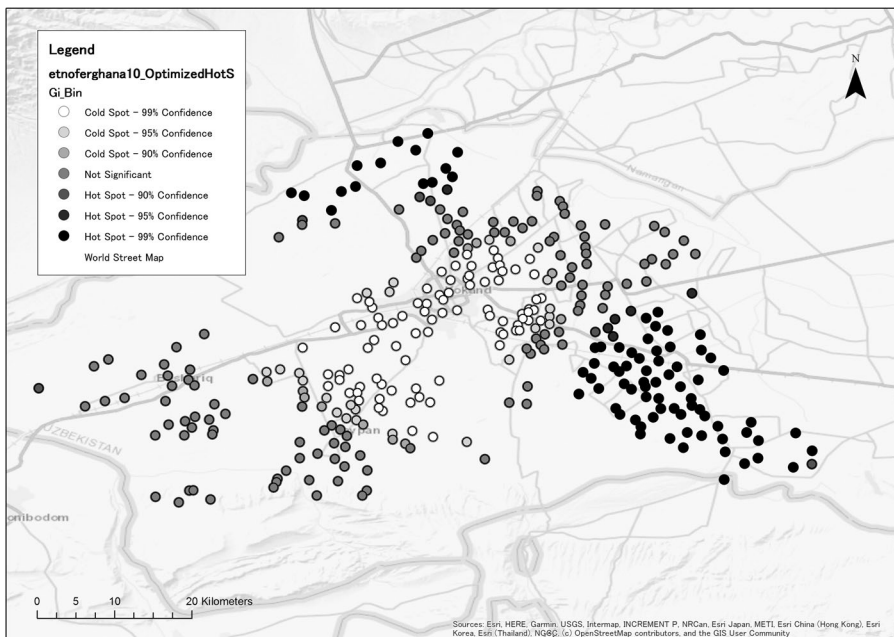 Legend
etnoferghana10_OptimizedHotS
Gi_Bin
Cold Spot - 99% Confidence
Cold Spot - 95% Confidence
Cold Spot - 90% Confidence
Not Significant
Hot Spot - 90% Confidence
Hot Spot - 95% Confidence
Hot Spot - 99% Confidence
World Street Map
N
Namangan
UZBEKISTAN
ombodom
0 5 10 20 Kilometers
Sources: Esri, HERE, Garmin, USGS, Intermap, INCREMENT P, NRCan, Esri Japan, METI, Esri China (Hong Kong), Esri
Korea, Esri (Thailand), NGCC, (c) OpenStreetMap contributors, and the GIS User Community